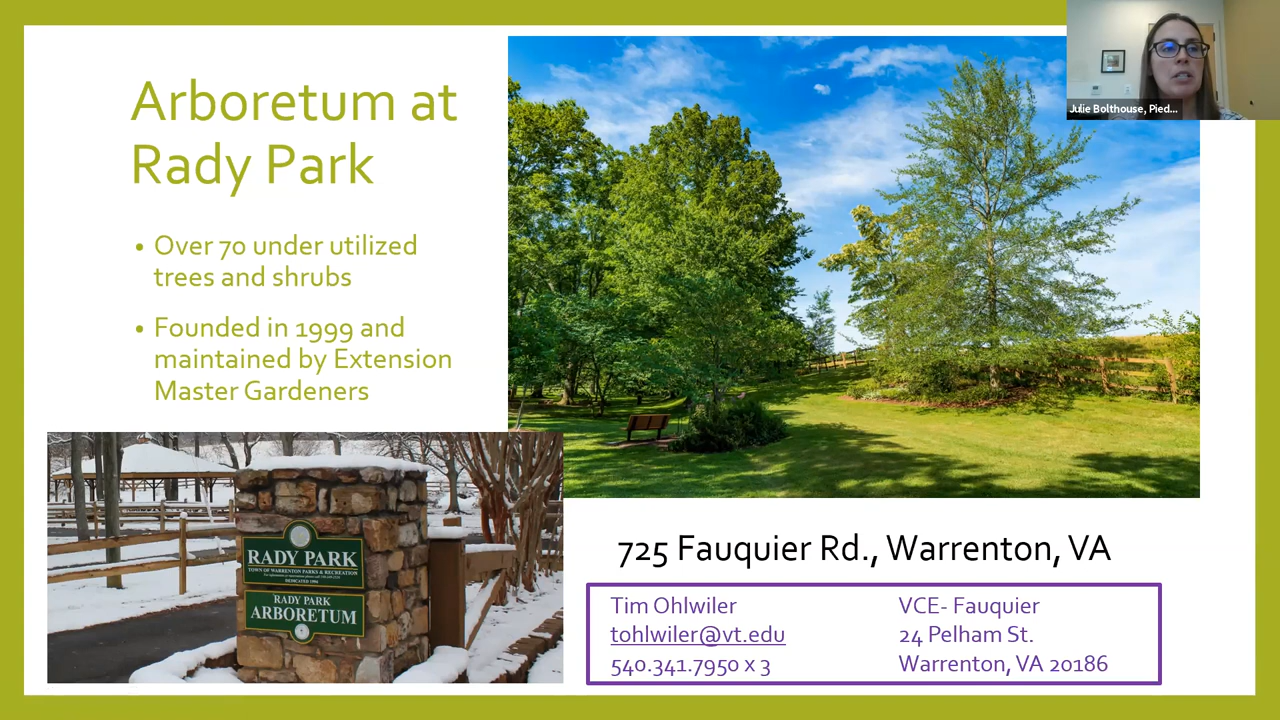 Arboretum at
Rady Park
• Over 70 under utilized
trees and shrubs
• Founded in 1999 and
maintained by Extension
Master Gardeners
Julie Bolthouse, Pied...
RADY PARK
TOWN OF WARRENTON PARKS & RECREATION
DEDICATED 1994
RADY PARK
ARBORETUM
725 Fauquier Rd., Warrenton, VA
Tim Ohlwiler
tohlwiler@vt.edu
540.341.7950 x 3
VCE- Fauquier
24 Pelham St.
Warrenton, VA 20186